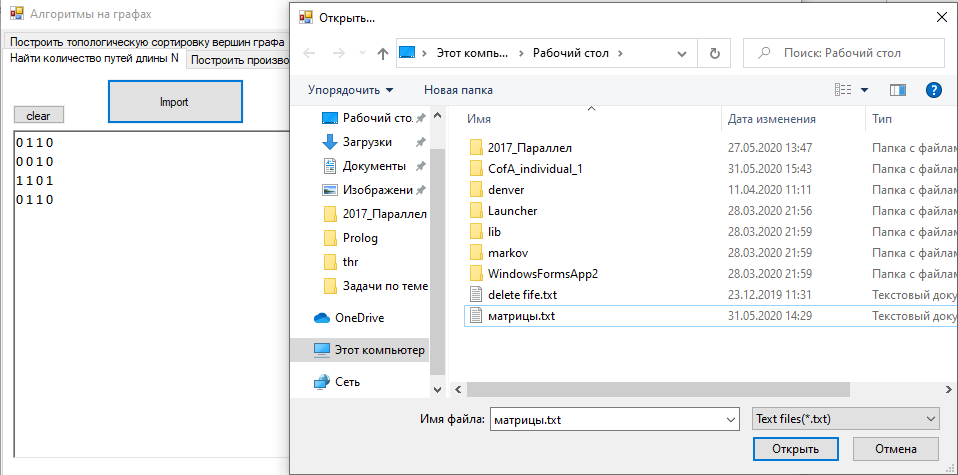 Алгоритмы на графах
Построить топологическую сортировку вершин графа
Найти количество путей длины N
Построить произво
Import
clear
0 1 1 0
0 0 1 0
1 1 0 1
0 1 1 0
Открыть...
Этот компь... Рабочий стол
Поиск: Рабочий стол
Упорядочить Новая папка
Рабочий сто.
Загрузки
Документы
Изображени
2017_Параллел
Prolog
thr
Задачи по теме
OneDrive
Этот компьютер
Сеть
Имя Дата изменения Тип
2017_Параллел 27.05.2020 13:47 Папка с файлам
CofA_individual_1 31.05.2020 15:43 Папка с файлам
denver 11.04.2020 11:11 Папка с файлам
Launcher 28.03.2020 21:56 Папка с файлам
lib 28.03.2020 21:59 Папка с файлам
markov 28.03.2020 21:59 Папка с файлам
WindowsFormsApp2 28.03.2020 21:59 Папка с файлам
delete fife.txt 23.12.2019 11:31 Текстовый доку
матрицы.txt 31.05.2020 14:29 Текстовый доку
Имя файла: матрицы.txt Text files(*.txt)
Открыть Отмена